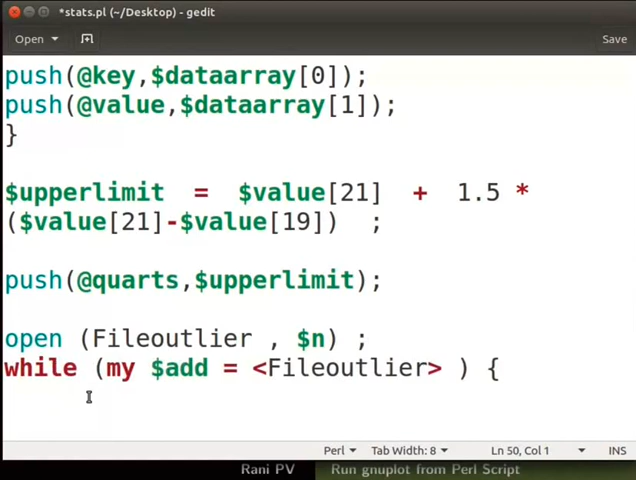 *stats.pl (~/Desktop) - gedit
Open Save
push(@key,$dataarray[0]);
push(@value,$dataarray[1]);
}
$upperlimit = $value[21] + 1.5 *
($value[21]-$value[19]) ;
push(@quarts,$upperlimit);
open (Fileoutlier , $n) ;
while (my $add = <Fileoutlier> ) {
Perl Tab Width: 8 Ln 50, Col 1 INS
Rani PV Run gnuplot from Perl Script